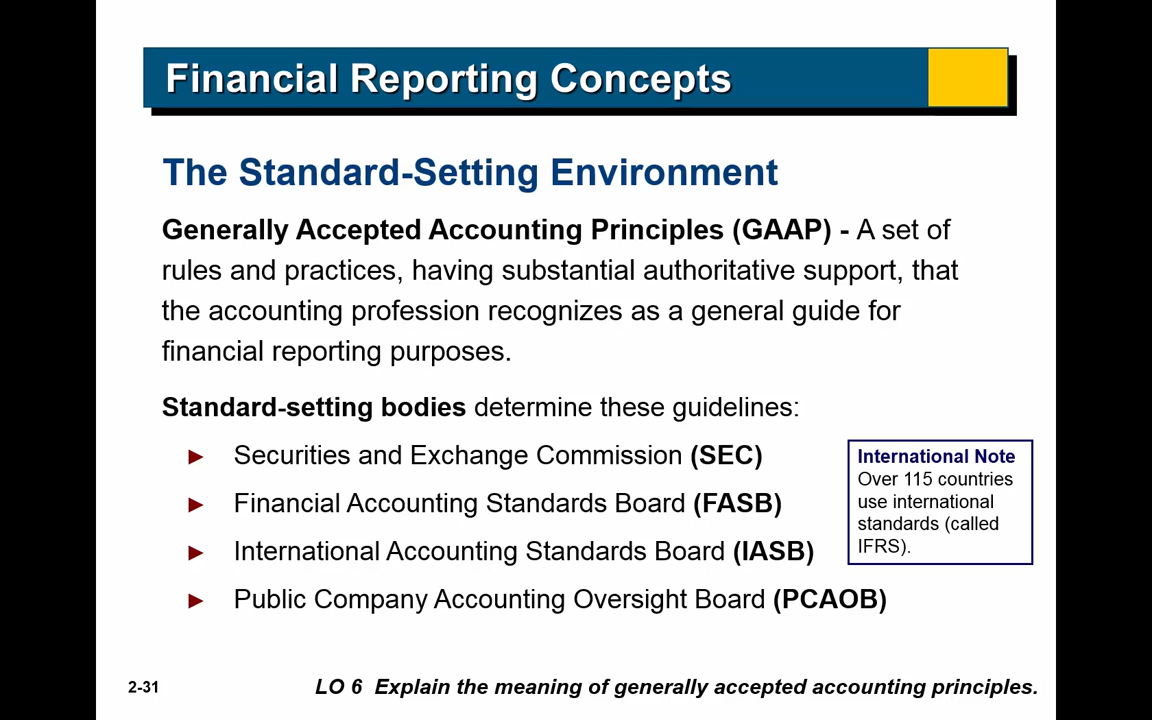 Financial Reporting Concepts
The Standard-Setting Environment
Generally Accepted Accounting Principles (GAAP) - A set of
rules and practices, having substantial authoritative support, that
the accounting profession recognizes as a general guide for
financial reporting purposes.
Standard-setting bodies determine these guidelines:
► Securities and Exchange Commission (SEC)
► Financial Accounting Standards Board (FASB)
► International Accounting Standards Board (IASB)
► Public Company Accounting Oversight Board (PCAOB)
International Note
Over 115 countries
use international
standards (called
IFRS).
2-31
LO 6 Explain the meaning of generally accepted accounting principles.